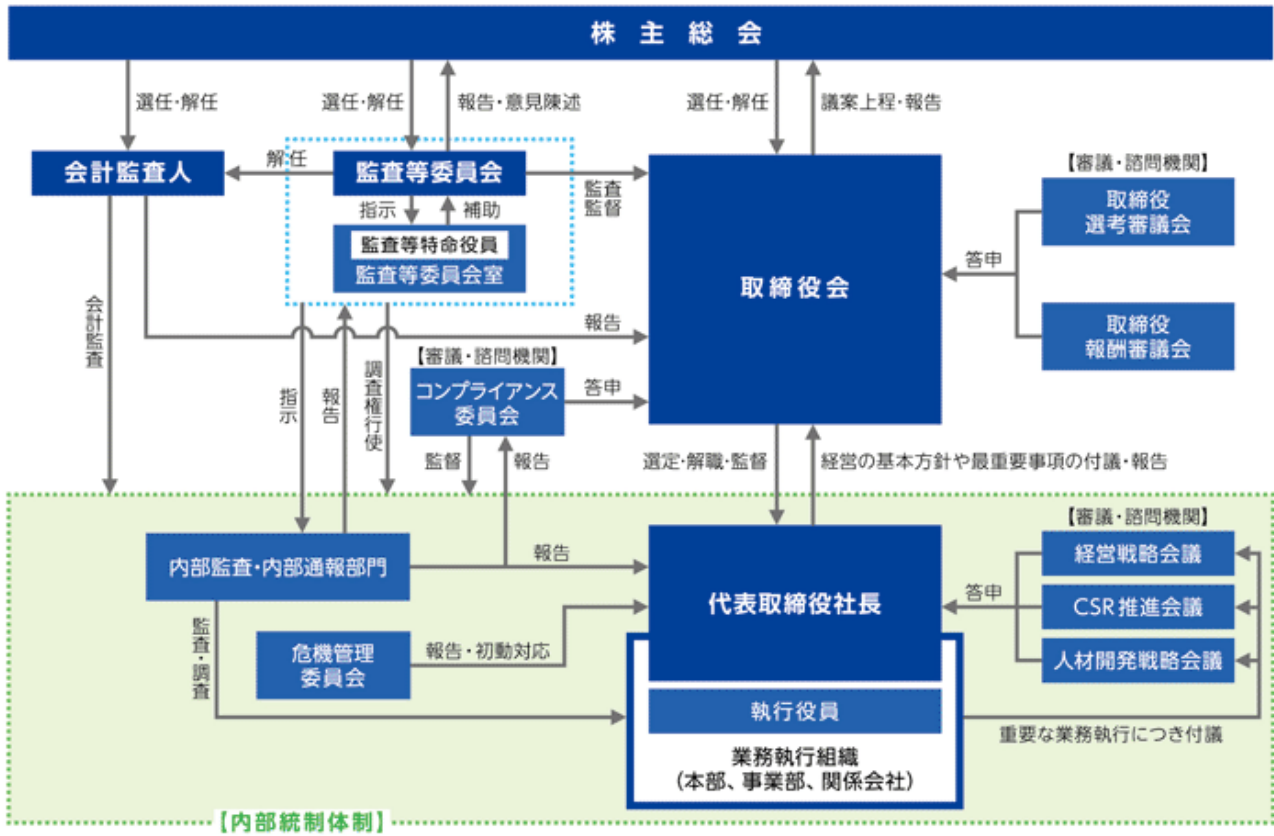 株主総会
選任・解任
選任・解任
報告・意見陳述
選任・解任
議案上程・報告
会計監査人
解任
監査等委員会
監査
監督
指示
補助
監査等特命役員
監査等委員会室
取締役会
【審議・諮問機関】
取締役
選考審議会
答申
取締役
報酬審議会
会計監査
報告
指示
報告
調査権行使
【審議・諮問機関】
コンプライアンス
委員会
答申
監督
報告
選定・解職・監督
経営の基本方針や最重要事項の付議・報告
内部監査・内部通報部門
報告
代表取締役社長
【審議・諮問機関】
経営戦略会議
答申
CSR推進会議
人材開発戦略会議
監査・調査
危機管理
委員会
報告・初動対応
執行役員
業務執行組織
（本部、事業部、関係会社）
重要な業務執行につき付議
【内部統制体制】